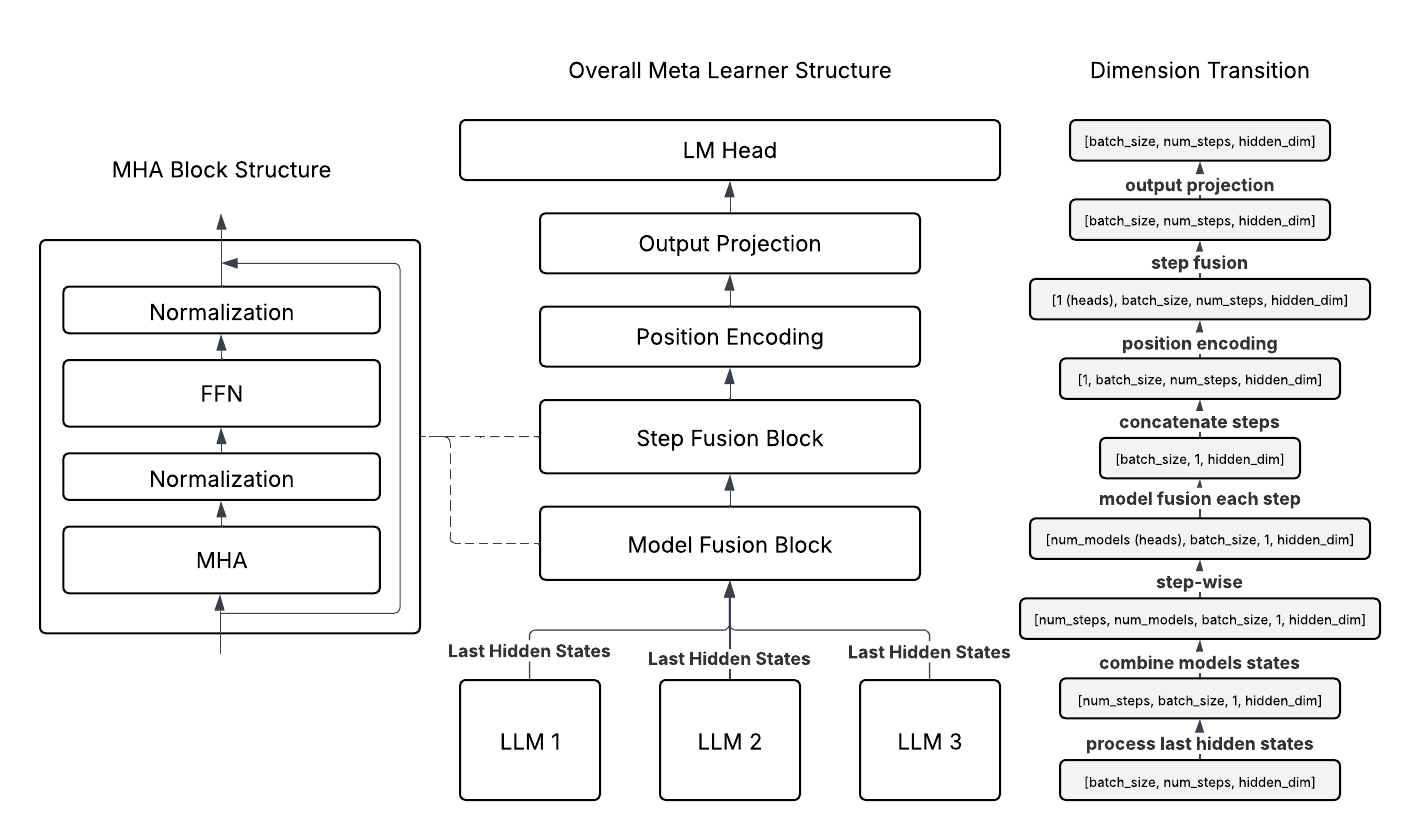 MHA Block Structure
Normalization
FFN
Normalization
MHA
Overall Meta Learner Structure
LM Head
Output Projection
Position Encoding
Step Fusion Block
Model Fusion Block
Last Hidden States
Last Hidden States
Last Hidden States
LLM 1
LLM 2
LLM 3
Dimension Transition
[batch_size, num_steps, hidden_dim]
output projection
[batch_size, num_steps, hidden_dim]
step fusion
[1 (heads), batch_size, num_steps, hidden_dim]
position encoding
[1, batch_size, num_steps, hidden_dim]
concatenate steps
[batch_size, 1, hidden_dim]
model fusion each step
[num_models (heads), batch_size, 1, hidden_dim]
step-wise
[num_steps, num_models, batch_size, 1, hidden_dim]
combine models states
[num_steps, batch_size, 1, hidden_dim]
process last hidden states
[batch_size, num_steps, hidden_dim]